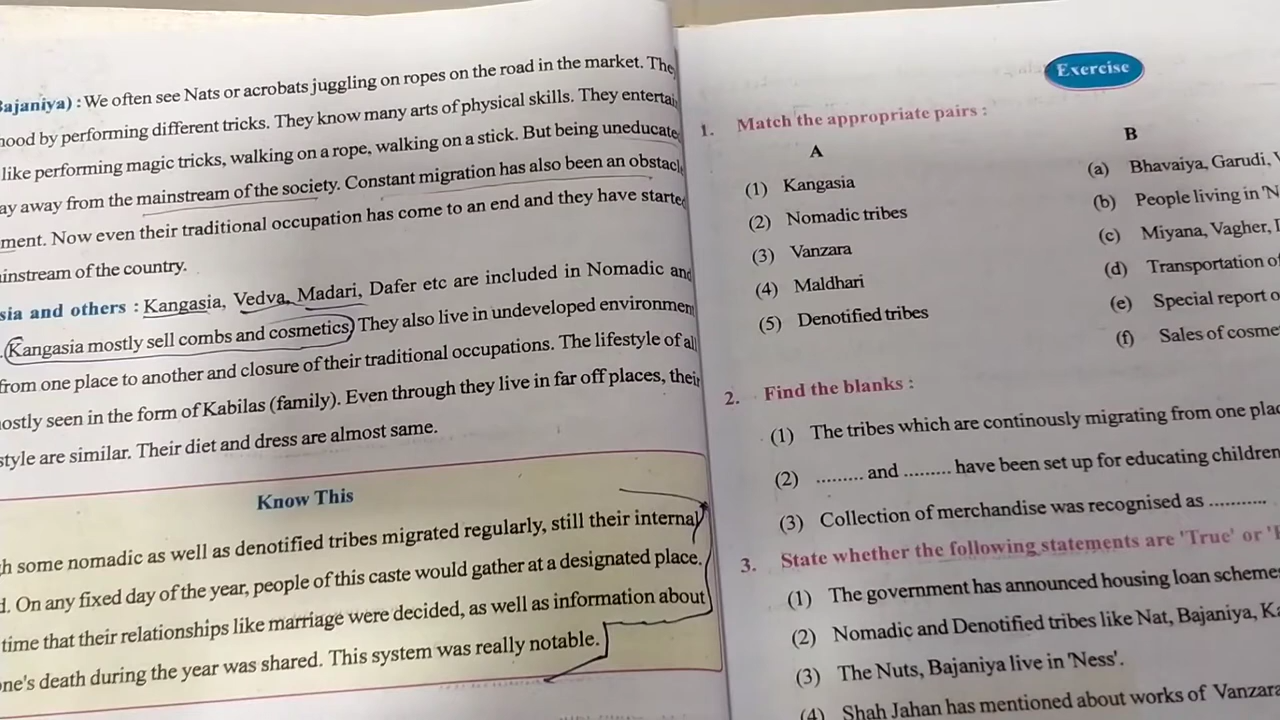 Bajaniya) : We often see Nats or acrobats juggling on ropes on the road in the market. They
hood by performing different tricks. They know many arts of physical skills. They entertain
like performing magic tricks, walking on a rope, walking on a stick. But being uneducated
ay away from the mainstream of the society. Constant migration has also been an obstacle
ment. Now even their traditional occupation has come to an end and they have started
ainstream of the country.
sia and others : Kangasia, Vedva, Madari, Dafer etc are included in Nomadic and
Kangasia mostly sell combs and cosmetics. They also live in undeveloped environment
from one place to another and closure of their traditional occupations. The lifestyle of all
ostly seen in the form of Kabilas (family). Even through they live in far off places, their
style are similar. Their diet and dress are almost same.
Know This
h some nomadic as well as denotified tribes migrated regularly, still their internal
d. On any fixed day of the year, people of this caste would gather at a designated place.
time that their relationships like marriage were decided, as well as information about
one's death during the year was shared. This system was really notable.
Exercise
1. Match the appropriate pairs :
A B
(1) Kangasia (a) Bhavaiya, Garudi,
(2) Nomadic tribes (b) People living in 'N
(3) Vanzara (c) Miyana, Vagher,
(4) Maldhari (d) Transportation of
(5) Denotified tribes (e) Special report o
(f) Sales of cosme
2. Find the blanks :
(1) The tribes which are continously migrating from one plac
(2) ......... and ......... have been set up for educating children
(3) Collection of merchandise was recognised as ...........
3. State whether the following statements are 'True' or
(1) The government has announced housing loan scheme
(2) Nomadic and Denotified tribes like Nat, Bajaniya, Ka
(3) The Nuts, Bajaniya live in 'Ness'.
(4) Shah Jahan has mentioned about works of Vanzara